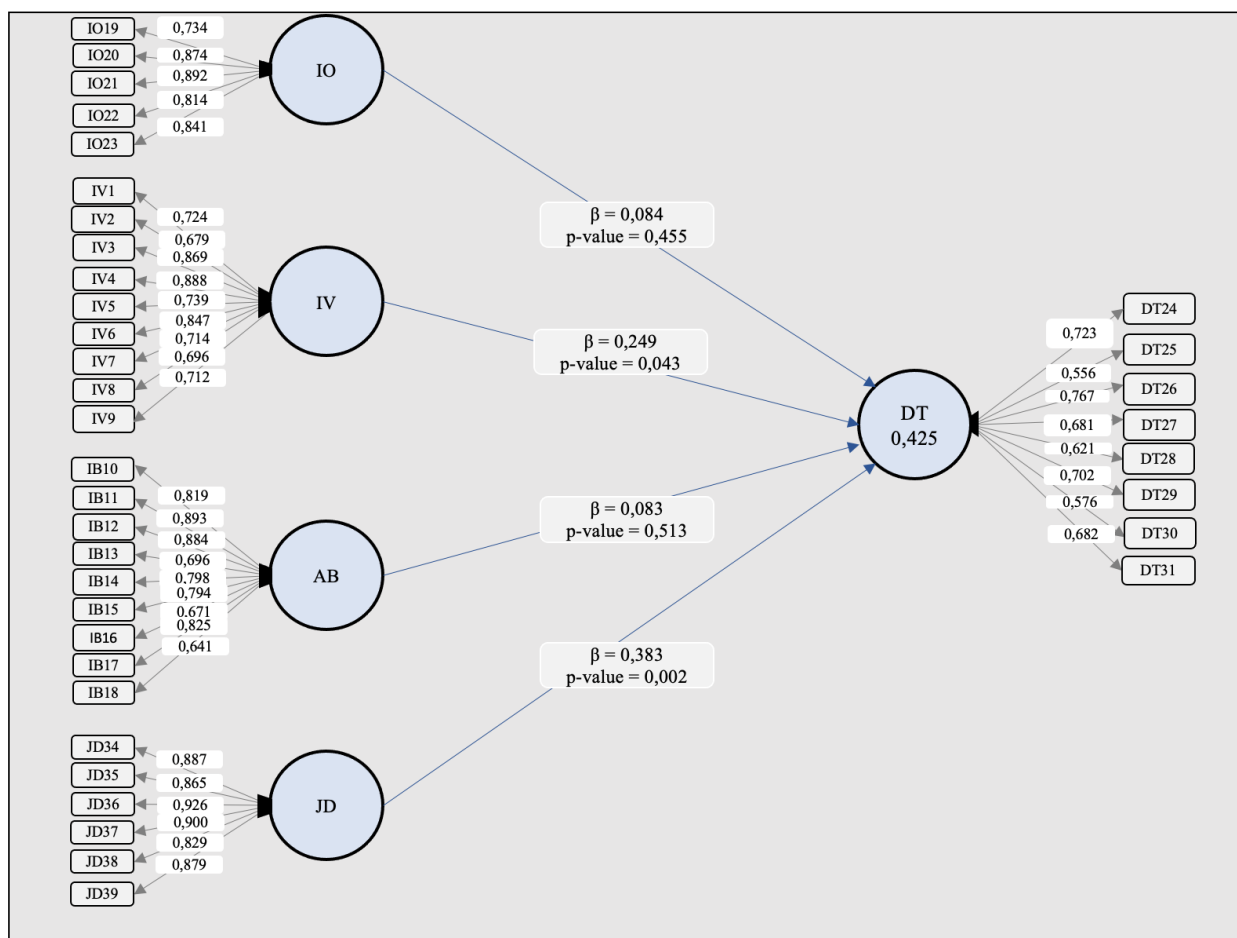 IO19
0,734
IO20
0,874
IO21
0,892
IO22
0,814
IO23
0,841
IO
IV1
IV2
0,724
IV3
0,679
0,869
IV4
0,888
IV5
0,739
IV6
0,847
IV7
0,714
IV8
0,696
IV9
0,712
IV
IB10
IB11
0,819
IB12
0,893
IB13
0,884
IB14
0,696
IB15
0,798
IB16
0,794
IB17
0,671
IB18
0,825
0,641
AB
JD34
0,887
JD35
0,865
JD36
0,926
JD37
0,900
JD38
0,829
JD39
0,879
JD
β = 0,084
p-value = 0,455
β = 0,249
p-value = 0,043
β = 0,083
p-value = 0,513
β = 0,383
p-value = 0,002
DT
0,425
0,723
DT24
0,556
DT25
0,767
DT26
0,681
DT27
0,621
DT28
0,702
DT29
0,576
DT30
0,682
DT31